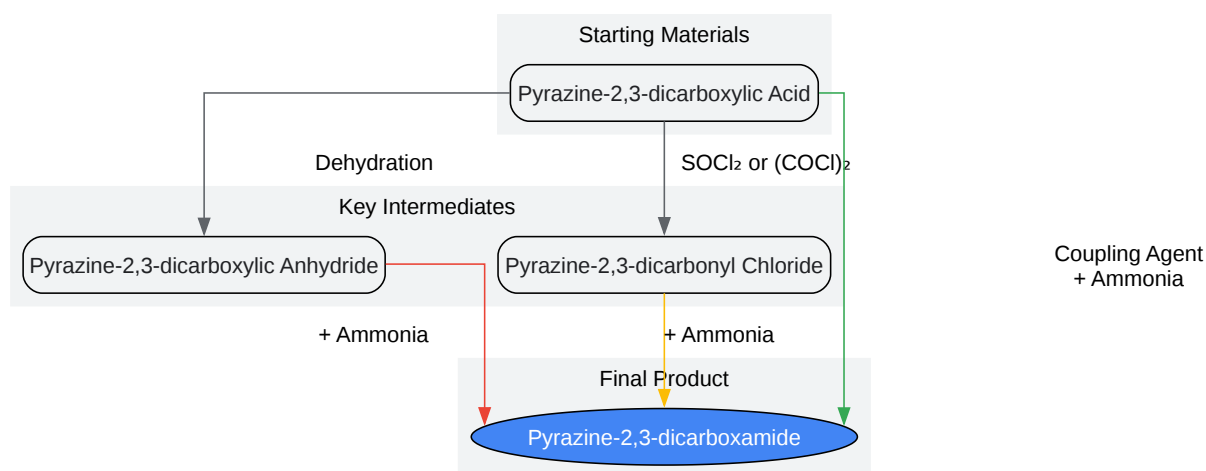 Starting Materials
Pyrazine-2,3-dicarboxylic Acid
Dehydration
SOCl₂ or (COCl)₂
Key Intermediates
Pyrazine-2,3-dicarboxylic Anhydride
Pyrazine-2,3-dicarbonyl Chloride
Coupling Agent
+ Ammonia
+ Ammonia
+ Ammonia
Final Product
Pyrazine-2,3-dicarboxamide